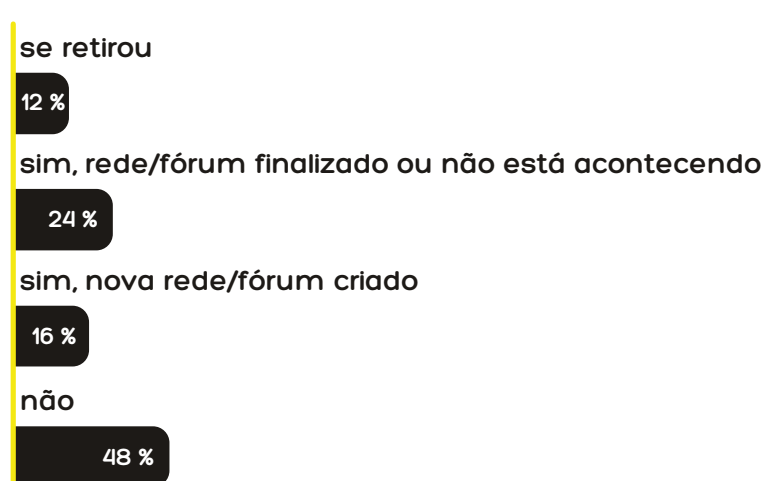 se retirou
12 %
sim, rede/fórum finalizado ou não está acontecendo
24 %
sim, nova rede/fórum criado
16 %
não
48 %